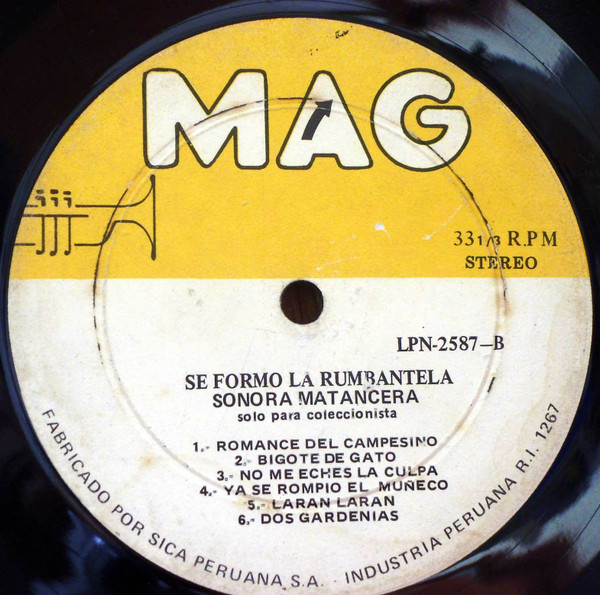 MAG
33 1/3 R.P.M
STEREO
LPN-2587-B
SE FORMO LA RUMBANTELA
SONORA MATANCERA
solo para coleccionista
1.- ROMANCE DEL CAMPESINO
2.- BIGOTE DE GATO
3.- NO ME ECHES LA CULPA
4.- YA SE ROMPIO EL MUÑECO
5.- LARAN LARAN
6.- DOS GARDENIAS
FABRICADO POR SICA PERUANA S.A. - INDUSTRIA PERUANA R.I. 1267